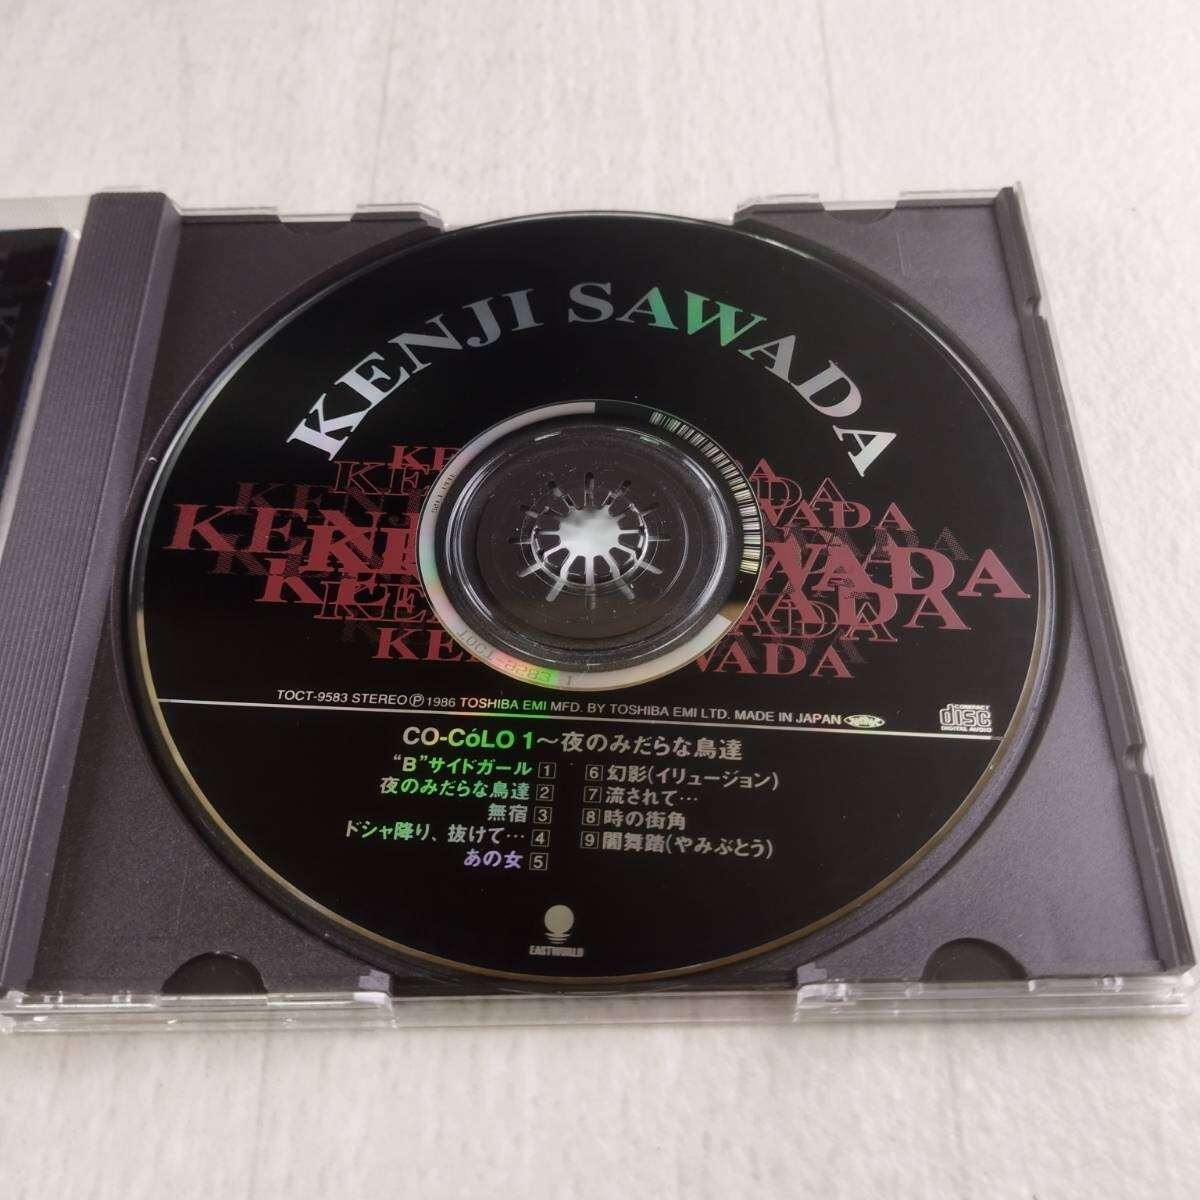 KENJI SAWADA
KENJI SAWADA
TOCT-9583 STEREO Ⓟ 1986 TOSHIBA EMI MFD. BY TOSHIBA EMI LTD. MADE IN JAPAN
COMPACT
disc
DIGITAL AUDIO
CO-CóLO 1～夜のみだらな鳥達
“B”サイドガール 1
夜のみだらな鳥達 2
無宿 3
ドシャ降り、抜けて… 4
あの女 5
6 幻影(イリュージョン)
7 流されて…
8 時の街角
9 闇舞踏(やみぶとう)
EASTWORLD